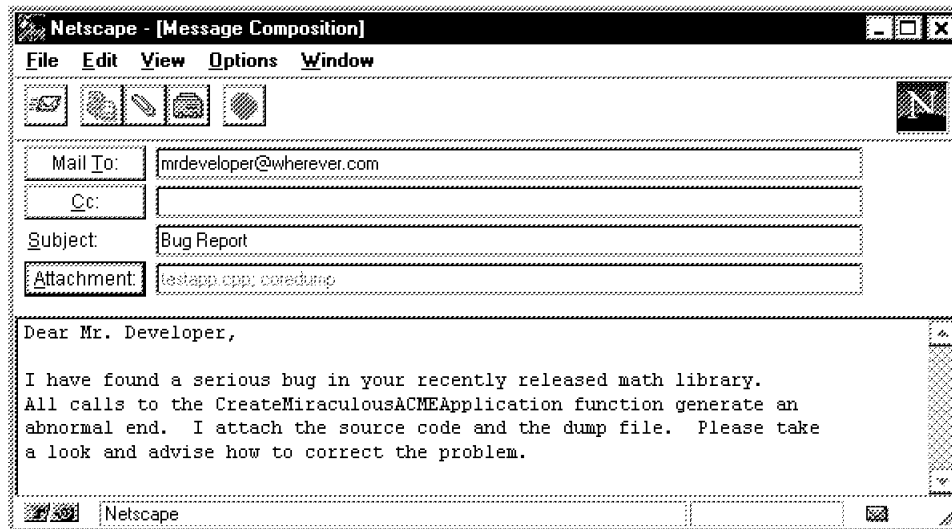 Netscape - [Message Composition]
File Edit View Options Window
N
Mail To: mrdeveloper@wherever.com
Cc:
Subject: Bug Report
Attachment: testapp.cpp; coredump
Dear Mr. Developer,
I have found a serious bug in your recently released math library.
All calls to the CreateMiraculousACMEApplication function generate an
abnormal end.  I attach the source code and the dump file.  Please take
a look and advise how to correct the problem.
Netscape